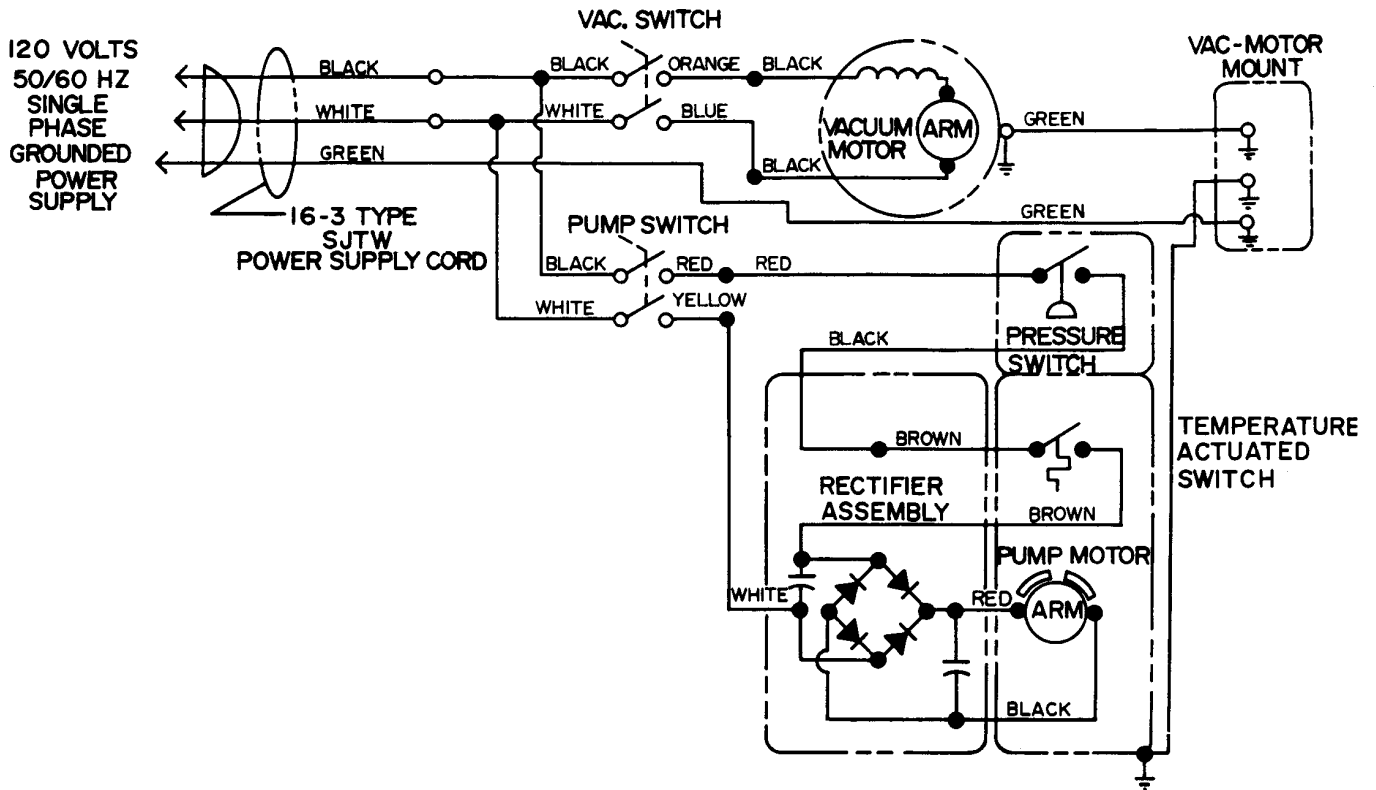 VAC. SWITCH
120 VOLTS
50/60 HZ
SINGLE
PHASE
GROUNDED
POWER
SUPPLY
BLACK
WHITE
GREEN
16-3 TYPE
SJTW
POWER SUPPLY CORD
BLACK
ORANGE
BLACK
WHITE
BLUE
BLACK
VACUUM
MOTOR
ARM
GREEN
VAC-MOTOR
MOUNT
GREEN
PUMP SWITCH
BLACK
RED
RED
WHITE
YELLOW
PRESSURE
SWITCH
BLACK
BROWN
TEMPERATURE
ACTUATED
SWITCH
RECTIFIER
ASSEMBLY
BROWN
PUMP MOTOR
WHITE
RED
ARM
BLACK